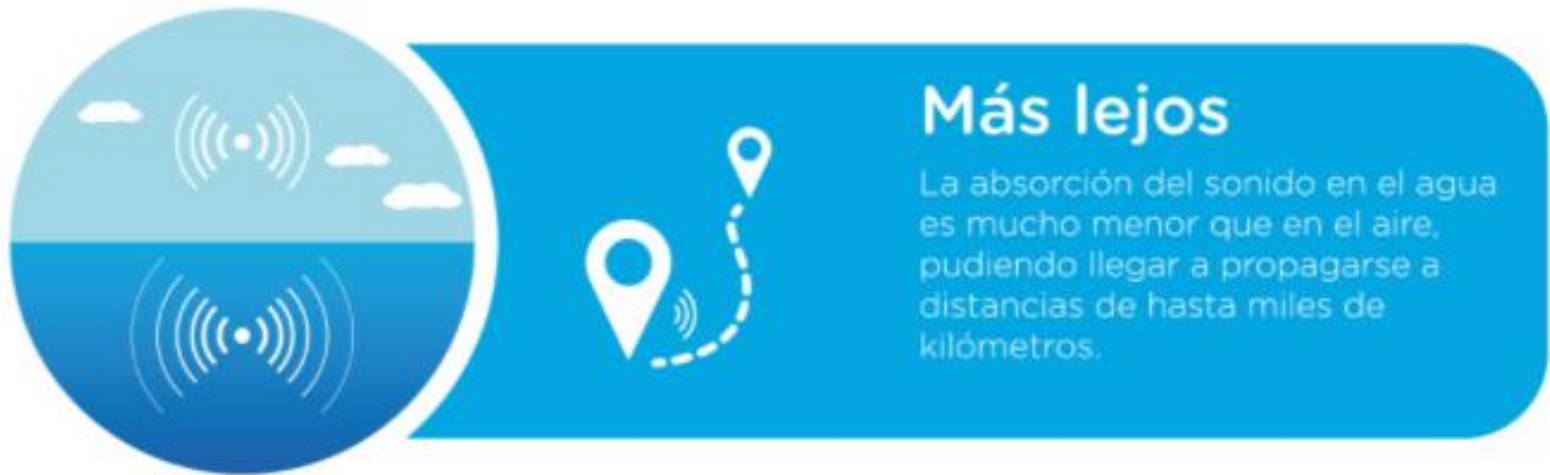 Más lejos
La absorción del sonido en el agua
es mucho menor que en el aire,
pudiendo llegar a propagarse a
distancias de hasta miles de
kilómetros.